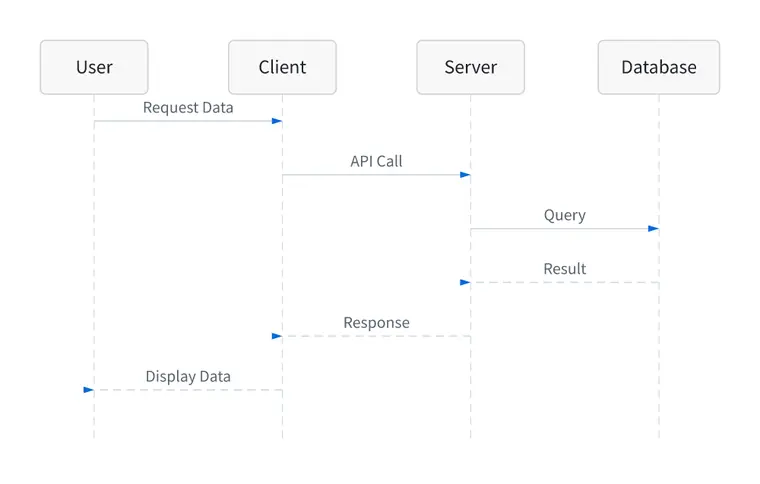 User
Client
Server
Database
Request Data
API Call
Query
Result
Response
Display Data